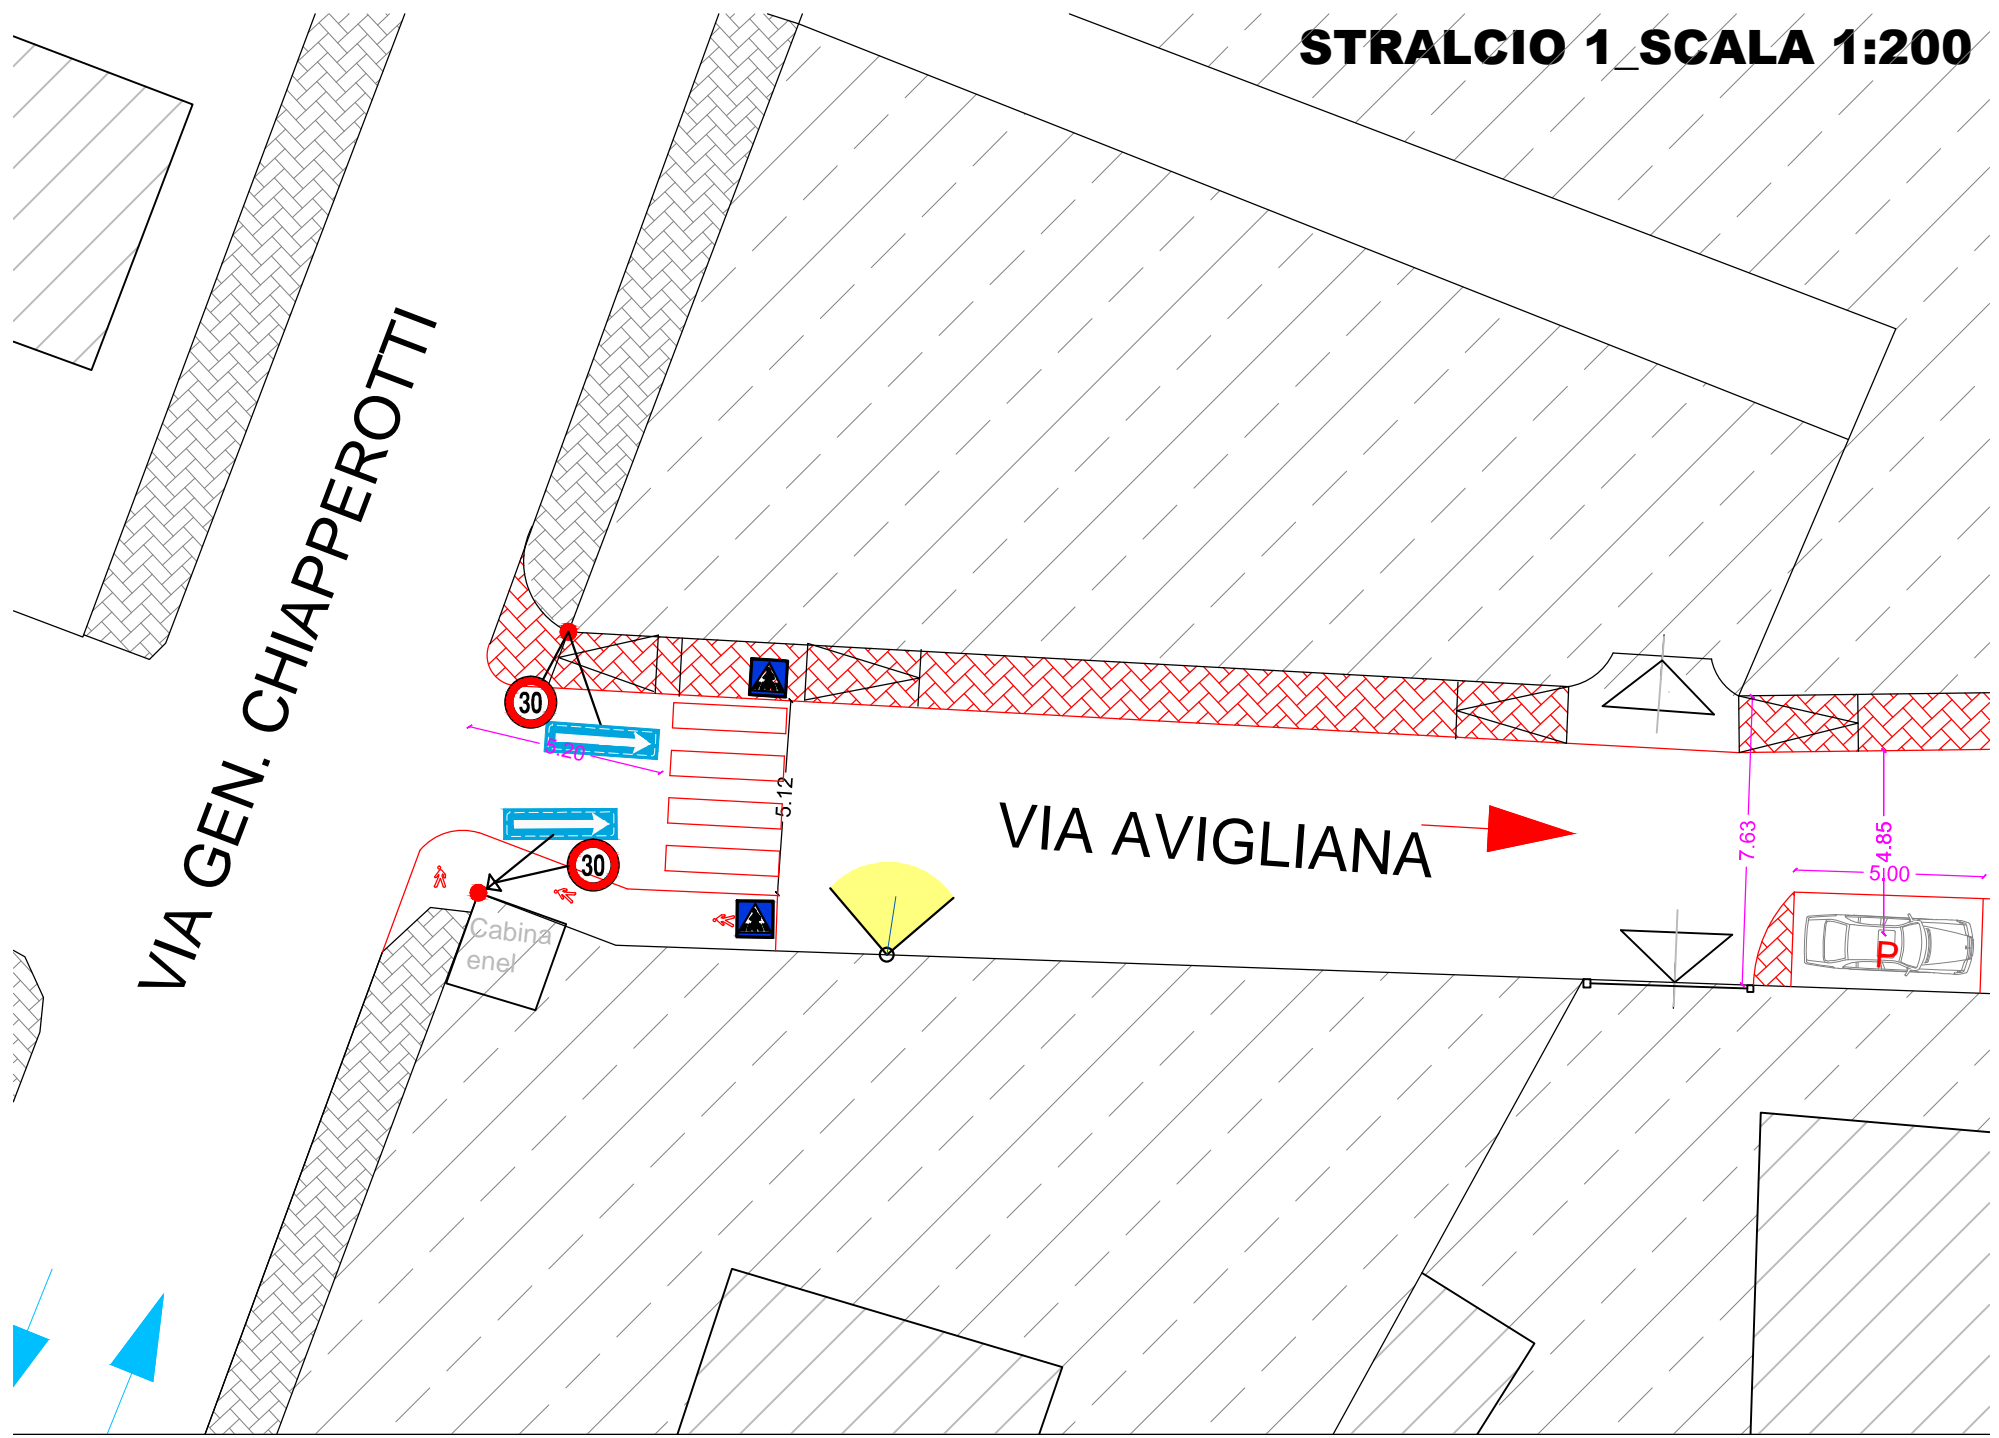 STRALCIO 1_SCALA 1:200
VIA GEN. CHIAPPEROTTI
30
5.20
5.12
30
Cabina
enel
VIA AVIGLIANA
7.63
4.85
5.00
P